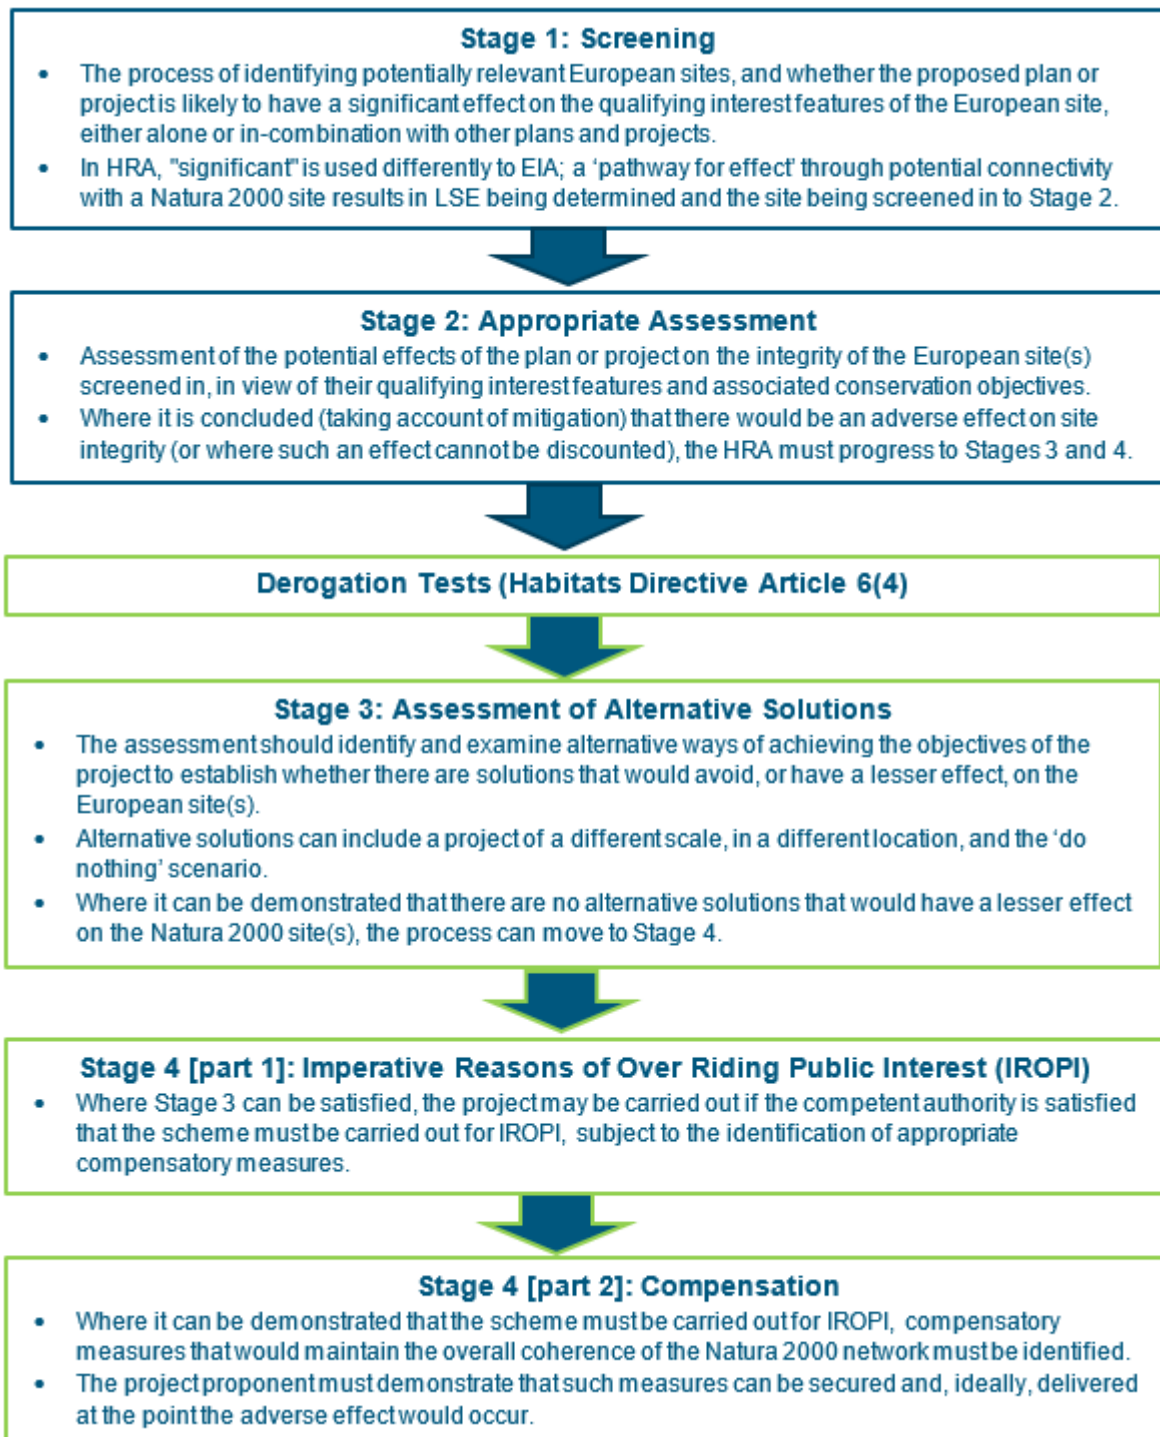 Stage 1: Screening
• The process of identifying potentially relevant European sites, and whether the proposed plan or
project is likely to have a significant effect on the qualifying interest features of the European site,
either alone or in-combination with other plans and projects.
• In HRA, "significant" is used differently to EIA; a ‘pathway for effect’ through potential connectivity
with a Natura 2000 site results in LSE being determined and the site being screened in to Stage 2.
Stage 2: Appropriate Assessment
• Assessment of the potential effects of the plan or project on the integrity of the European site(s)
screened in, in view of their qualifying interest features and associated conservation objectives.
• Where it is concluded (taking account of mitigation) that there would be an adverse effect on site
integrity (or where such an effect cannot be discounted), the HRA must progress to Stages 3 and 4.
Derogation Tests (Habitats Directive Article 6(4)
Stage 3: Assessment of Alternative Solutions
• The assessment should identify and examine alternative ways of achieving the objectives of the
project to establish whether there are solutions that would avoid, or have a lesser effect, on the
European site(s).
• Alternative solutions can include a project of a different scale, in a different location, and the ‘do
nothing’ scenario.
• Where it can be demonstrated that there are no alternative solutions that would have a lesser effect
on the Natura 2000 site(s), the process can move to Stage 4.
Stage 4 [part 1]: Imperative Reasons of Over Riding Public Interest (IROPI)
• Where Stage 3 can be satisfied, the project may be carried out if the competent authority is satisfied
that the scheme must be carried out for IROPI, subject to the identification of appropriate
compensatory measures.
Stage 4 [part 2]: Compensation
• Where it can be demonstrated that the scheme must be carried out for IROPI, compensatory
measures that would maintain the overall coherence of the Natura 2000 network must be identified.
• The project proponent must demonstrate that such measures can be secured and, ideally, delivered
at the point the adverse effect would occur.